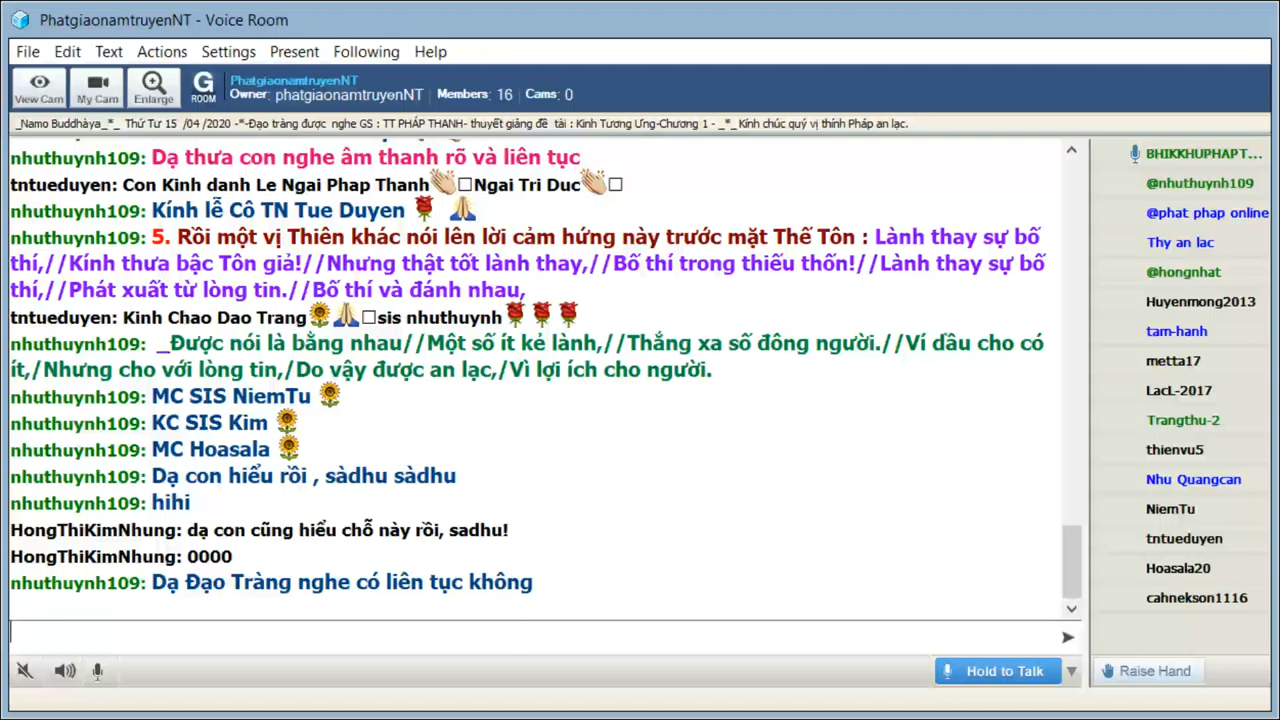 PhatgiaonamtruyenNT - Voice Room
File Edit Text Actions Settings Present Following Help
View Cam My Cam Enlarge G ROOM
PhatgiaonamtruyenNT
Owner: phatgiaonamtruyenNT Members: 16 Cams: 0
_Namo Buddhàya_*_ Thứ Tư 15 /04 /2020 -*-Đạo tràng được nghe GS : TT PHÁP THANH- thuyết giảng đề tài : Kinh Tương Ưng-Chương 1 - _*_ Kính chúc quý vị thính Pháp an lạc.
nhuthuynh109: Dạ thưa con nghe âm thanh rõ và liên tục
tntueduyen: Con Kinh danh Le Ngai Phap Thanh👏🏼□Ngai Tri Duc👏🏼□
nhuthuynh109: Kính lễ Cô TN Tue Duyen 🌹 🙏
nhuthuynh109: 5. Rồi một vị Thiên khác nói lên lời cảm hứng này trước mặt Thế Tôn : Lành thay sự bố
thí,//Kính thưa bậc Tôn giả!//Nhưng thật tốt lành thay,//Bố thí trong thiếu thốn!//Lành thay sự bố
thí,//Phát xuất từ lòng tin.//Bố thí và đánh nhau,
tntueduyen: Kinh Chao Dao Trang🌻🙏🏼□sis nhuthuynh🌹🌹🌹
nhuthuynh109: _Được nói là bằng nhau//Một số ít kẻ lành,//Thắng xa số đông người.//Ví dầu cho có
ít,/Nhưng cho với lòng tin,/Do vậy được an lạc,/Vì lợi ích cho người.
nhuthuynh109: MC SIS NiemTu 🌻
nhuthuynh109: KC SIS Kim 🌻
nhuthuynh109: MC Hoasala 🌻
nhuthuynh109: Dạ con hiểu rồi , sàdhu sàdhu
nhuthuynh109: hihi
HongThiKimNhung: dạ con cũng hiểu chỗ này rồi, sadhu!
HongThiKimNhung: 0000
nhuthuynh109: Dạ Đạo Tràng nghe có liên tục không
Hold to Talk
BHIKKHUPHAPT...
@nhuthuynh109
@phat phap online
Thy an lac
@hongnhat
Huyenmong2013
tam-hanh
metta17
LacL-2017
Trangthu-2
thienvu5
Nhu Quangcan
NiemTu
tntueduyen
Hoasala20
cahnekson1116
Raise Hand